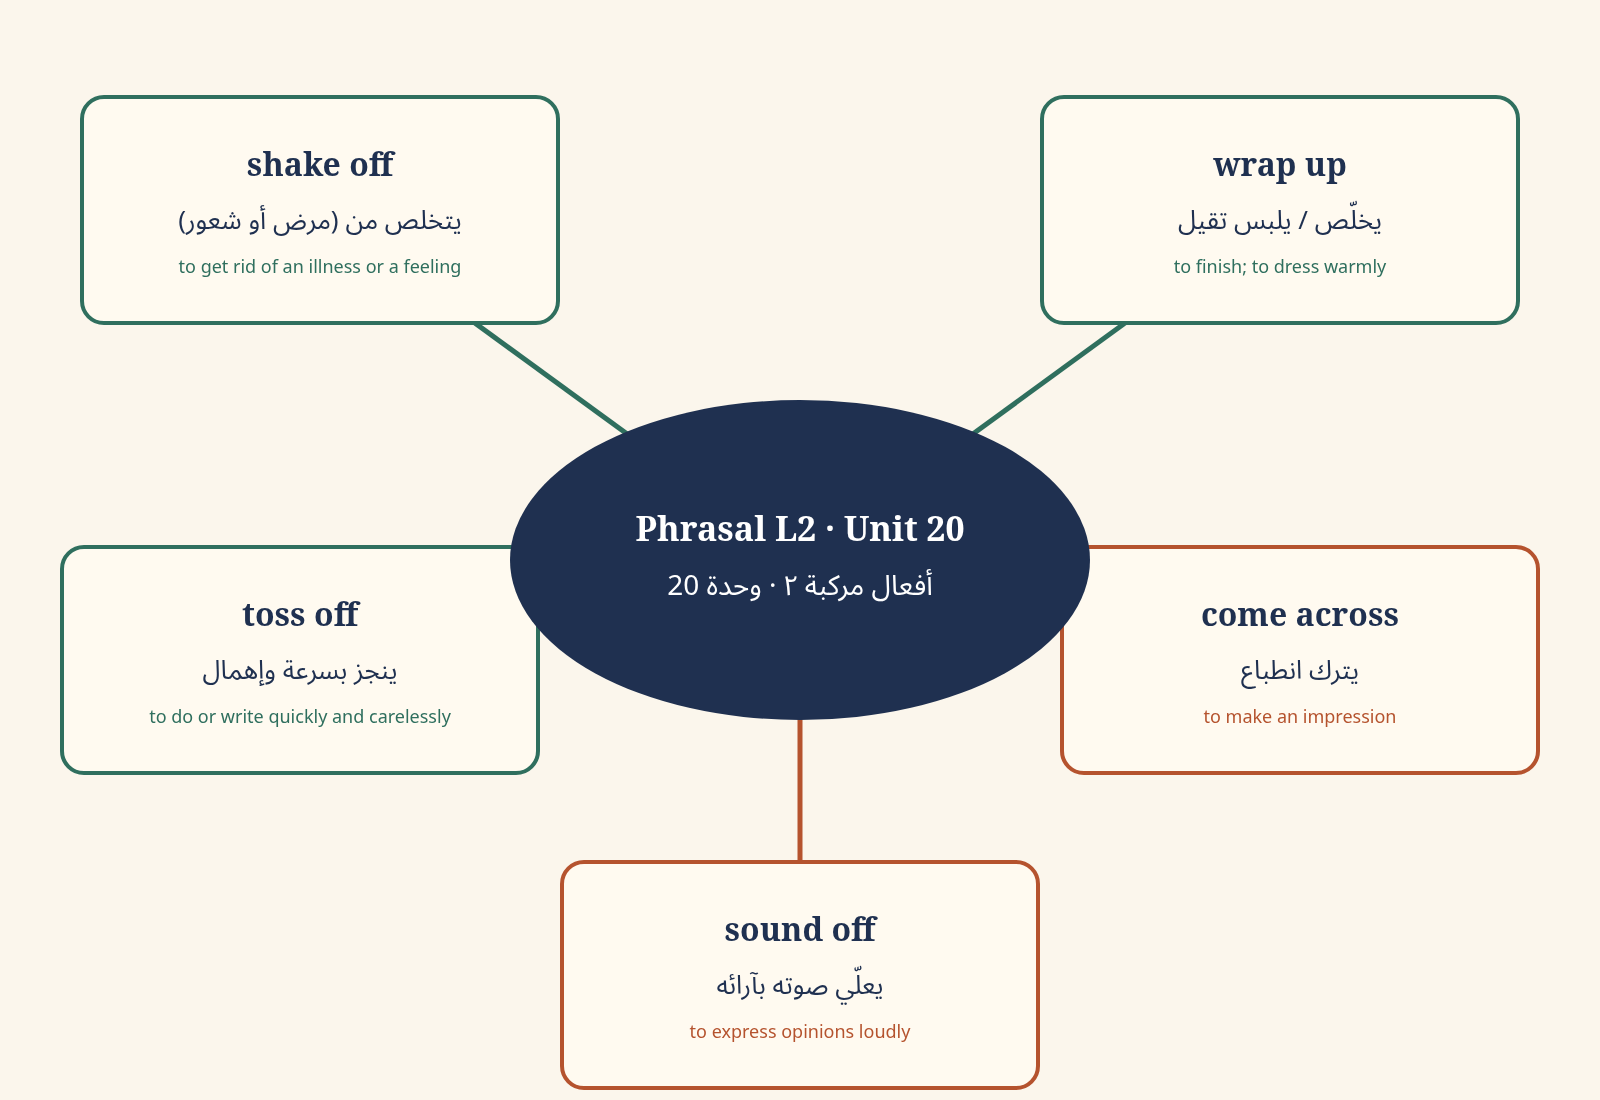 shake off
يتخلص من (مرض أو شعور)
to get rid of an illness or a feeling
wrap up
يخلّص / يلبس تقيل
to finish; to dress warmly
Phrasal L2 · Unit 20
أفعال مركبة ٢ · وحدة 20
toss off
ينجز بسرعة وإهمال
to do or write quickly and carelessly
come across
يترك انطباع
to make an impression
sound off
يعلّي صوته بآرائه
to express opinions loudly